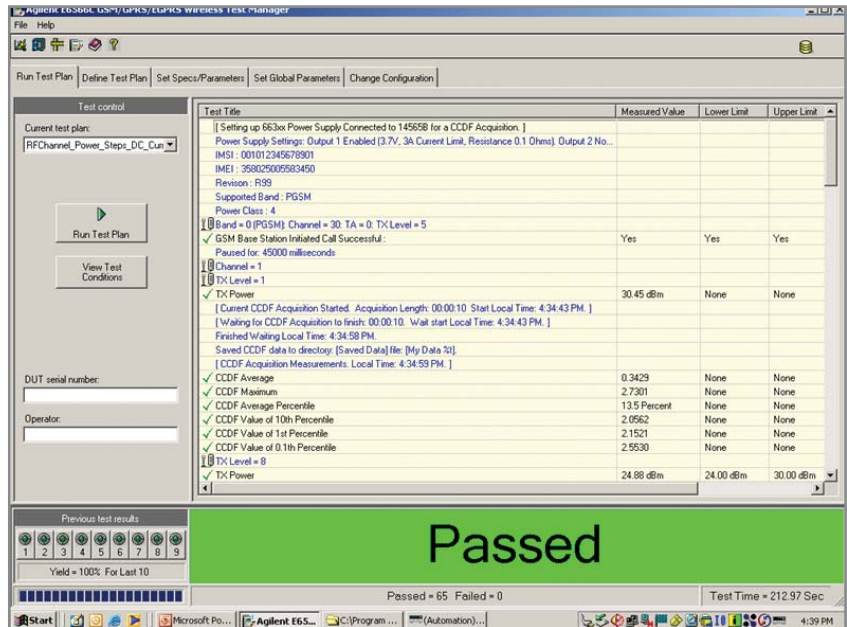 Agilent E6566C GSM/GPRS/EGPRS Wireless Test Manager
File Help
Run Test Plan Define Test Plan Set Specs/Parameters Set Global Parameters Change Configuration
Test control
Current test plan:
RFChannel_Power_Steps_DC_Curr
Run Test Plan
View Test
Conditions
DUT serial number:
Operator:
Test Title Measured Value Lower Limit Upper Limit
[ Setting up 663xx Power Supply Connected to 14565B for a CCDF Acquisition. ]
Power Supply Settings: Output 1 Enabled (3.7V, 3A Current Limit, Resistance 0.1 Ohms). Output 2 No...
IMSI : 001012345678901
IMEI : 358025005583450
Revison : R99
Supported Band : PGSM
Power Class : 4
Band = 0 (PGSM): Channel = 30: TA = 0: TX Level = 5
GSM Base Station Initiated Call Successful : Yes Yes Yes
Paused for: 45000 milliseconds
Channel = 1
TX Level = 1
TX Power 30.45 dBm None None
[ Current CCDF Acquisition Started. Acquisition Length: 00:00:10 Start Local Time: 4:34:43 PM. ]
[ Waiting for CCDF Acquisition to finish: 00:00:10. Wait start Local Time: 4:34:43 PM. ]
Finished Waiting Local Time: 4:34:58 PM.
Saved CCDF data to directory: [Saved Data] file: [My Data %t].
[ CCDF Acquisition Measurements. Local Time: 4:34:59 PM. ]
CCDF Average 0.3429 None None
CCDF Maximum 2.7301 None None
CCDF Average Percentile 13.5 Percent None None
CCDF Value of 10th Percentile 2.0562 None None
CCDF Value of 1st Percentile 2.1521 None None
CCDF Value of 0.1th Percentile 2.5530 None None
TX Level = 8
TX Power 24.88 dBm 24.00 dBm 30.00 dBm
Previous test results
1 2 3 4 5 6 7 8 9
Yield = 100% For Last 10
Passed
Passed = 65 Failed = 0
Test Time = 212.97 Sec
Start
Microsoft Po...
Agilent E65...
C:\Program ...
(Automation)...
4:39 PM